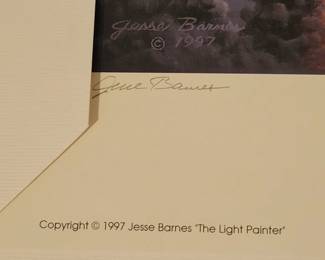 Jesse Barnes
© 1997
Copyright © 1997 Jesse Barnes "The Light Painter"